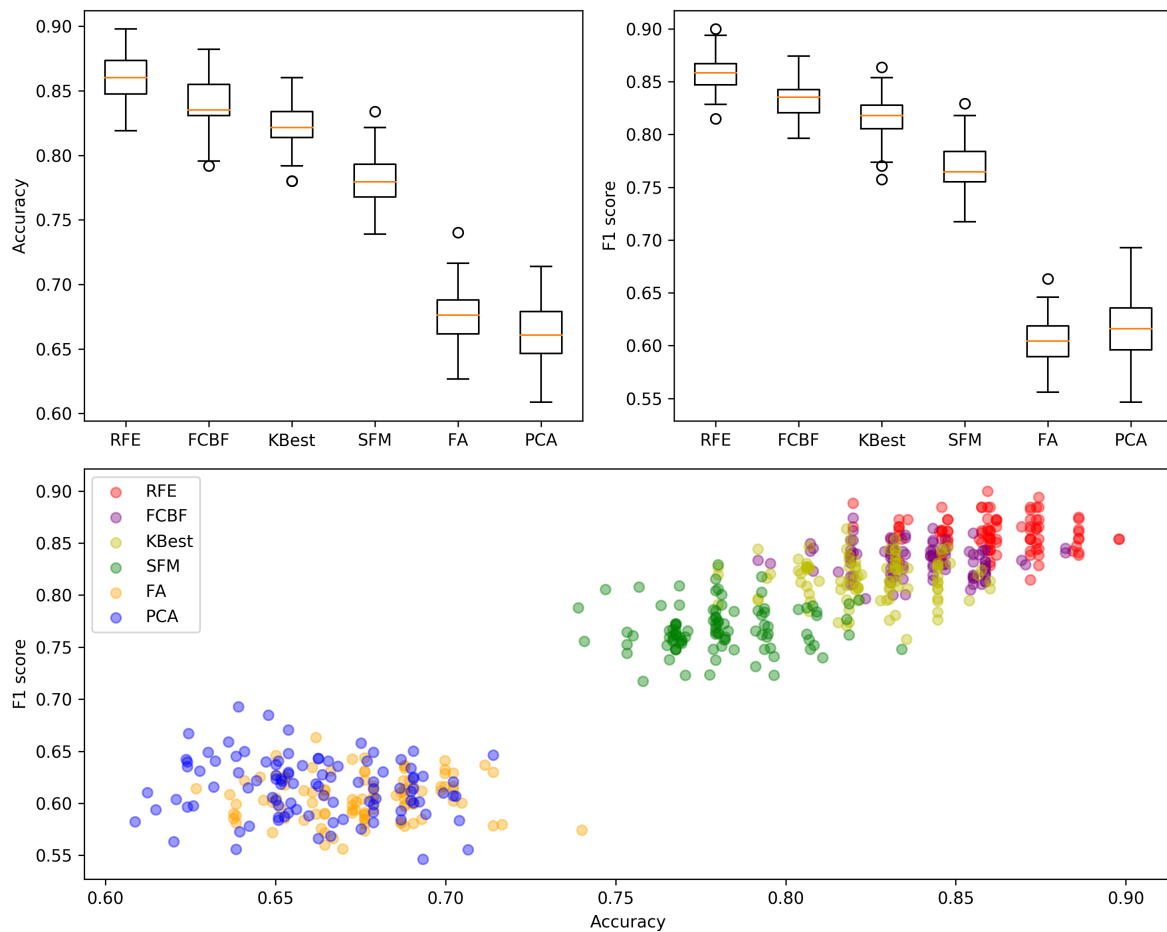 0.90
0.85
0.80
0.75
0.70
0.65
0.60
Accuracy
RFE FCBF KBest SFM FA PCA
0.90
0.85
0.80
0.75
0.70
0.65
0.60
0.55
F1 score
RFE FCBF KBest SFM FA PCA
0.90
0.85
0.80
0.75
0.70
0.65
0.60
0.55
F1 score
RFE
FCBF
KBest
SFM
FA
PCA
0.60 0.65 0.70 0.75 0.80 0.85 0.90
Accuracy